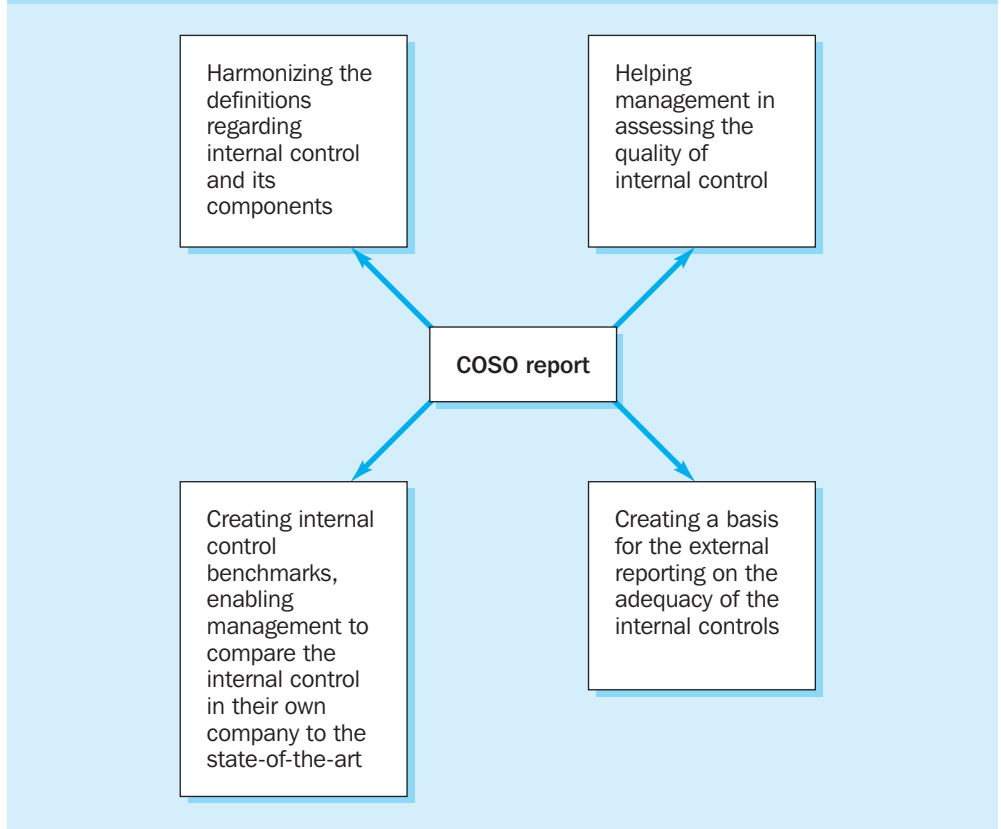 Harmonizing the
definitions
regarding
internal control
and its
components
Helping
management in
assessing the
quality of
internal control
COSO report
Creating internal
control
benchmarks,
enabling
management to
compare the
internal control
in their own
company to the
state-of-the-art
Creating a basis
for the external
reporting on the
adequacy of the
internal controls